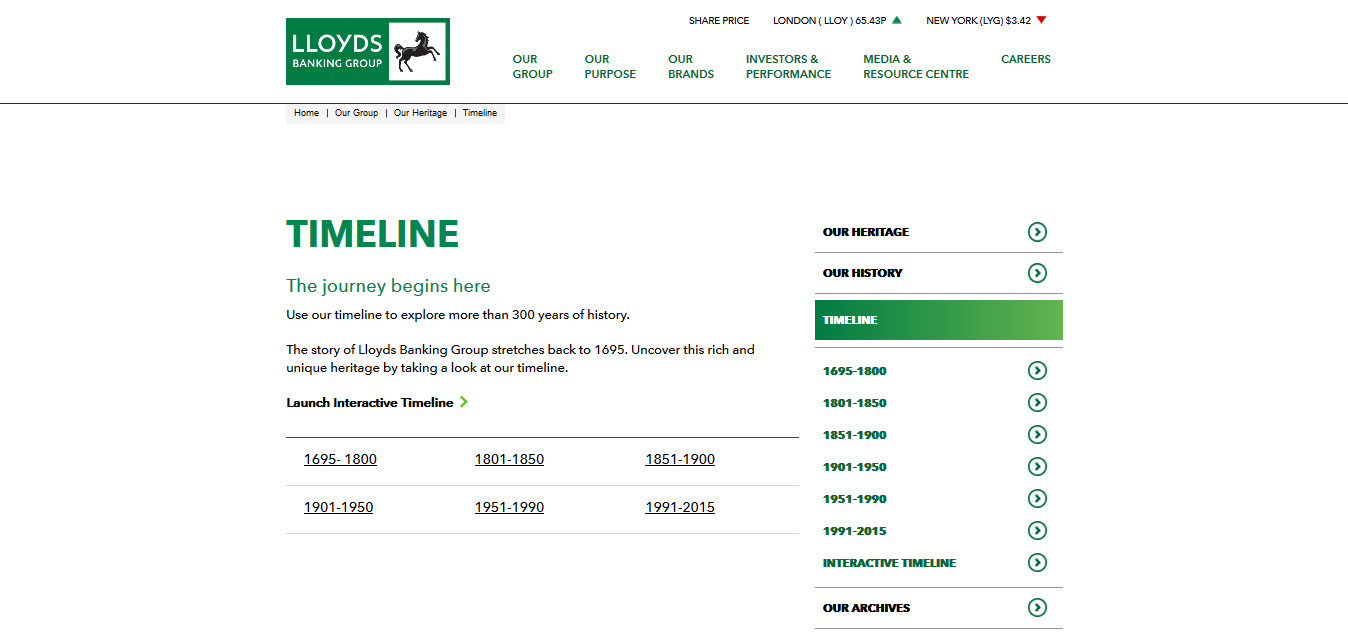 LLOYDS
BANKING GROUP
SHARE PRICE LONDON ( LLOY ) 65.43P NEW YORK (LYG) $3.42
OUR GROUP
OUR PURPOSE
OUR BRANDS
INVESTORS & PERFORMANCE
MEDIA & RESOURCE CENTRE
CAREERS
Home | Our Group | Our Heritage | Timeline
TIMELINE
The journey begins here
Use our timeline to explore more than 300 years of history.
The story of Lloyds Banking Group stretches back to 1695. Uncover this rich and
unique heritage by taking a look at our timeline.
Launch Interactive Timeline
1695- 1800 1801-1850 1851-1900
1901-1950 1951-1990 1991-2015
OUR HERITAGE
OUR HISTORY
TIMELINE
1695-1800
1801-1850
1851-1900
1901-1950
1951-1990
1991-2015
INTERACTIVE TIMELINE
OUR ARCHIVES